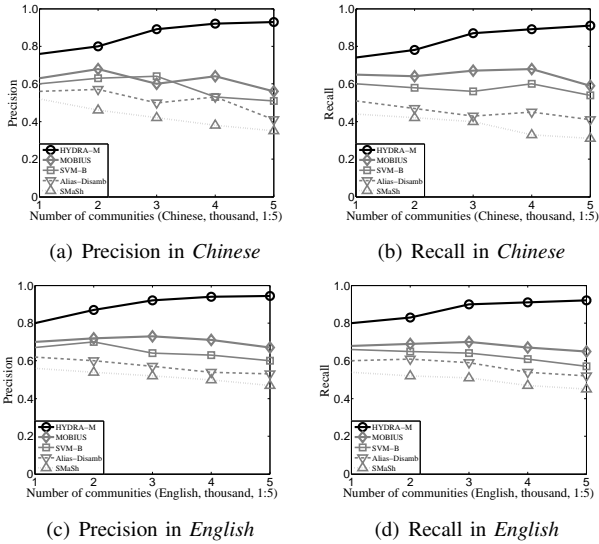 1.0
0.8
0.6
0.4
0.2
0
Precision
HYDRA−M
MOBIUS
SVM−B
Alias−Disamb
SMaSh
1 2 3 4 5
Number of communities (Chinese, thousand, 1:5)
(a) Precision in Chinese
1.0
0.8
0.6
0.4
0.2
0
Recall
HYDRA−M
MOBIUS
SVM−B
Alias−Disamb
SMaSh
1 2 3 4 5
Number of communities (Chinese, thousand, 1:5)
(b) Recall in Chinese
1.0
0.8
0.6
0.4
0.2
0
Precision
HYDRA−M
MOBIUS
SVM−B
Alias−Disamb
SMaSh
1 2 3 4 5
Number of communities (English, thousand, 1:5)
(c) Precision in English
1.0
0.8
0.6
0.4
0.2
0
Recall
HYDRA−M
MOBIUS
SVM−B
Alias−Disamb
SMaSh
1 2 3 4 5
Number of communities (English, thousand, 1:5)
(d) Recall in English